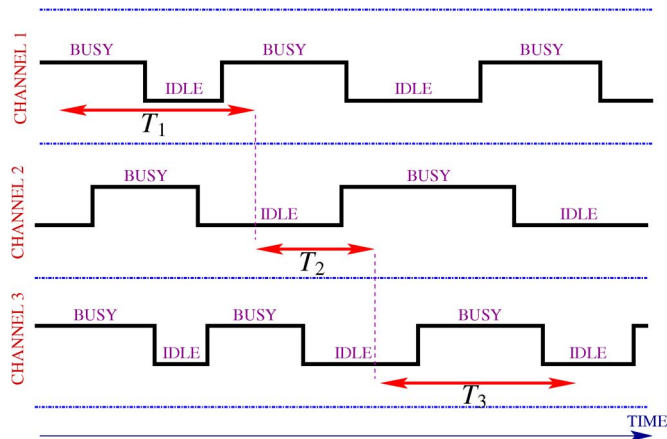 CHANNEL 1
BUSY
IDLE
BUSY
IDLE
BUSY
T1
CHANNEL 2
BUSY
IDLE
BUSY
IDLE
T2
CHANNEL 3
BUSY
IDLE
BUSY
IDLE
BUSY
IDLE
T3
TIME